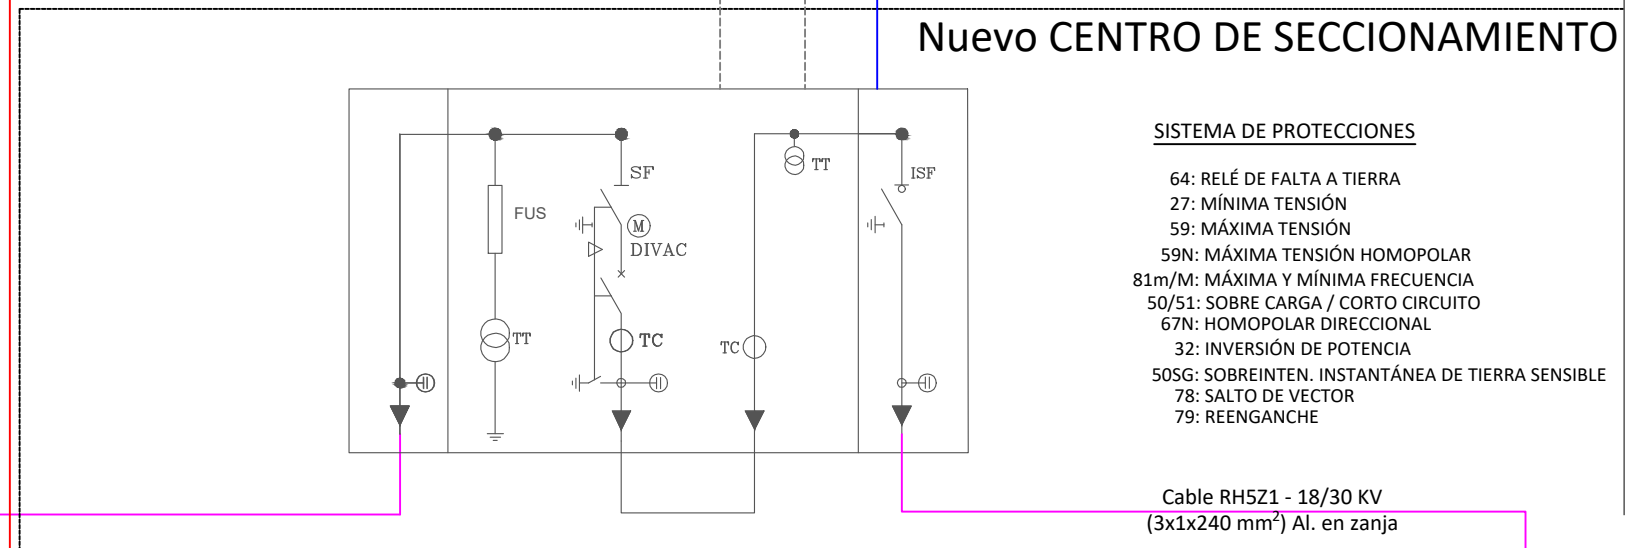 Nuevo CENTRO DE SECCIONAMIENTO
SISTEMA DE PROTECCIONES
64: RELÉ DE FALTA A TIERRA
27: MÍNIMA TENSIÓN
59: MÁXIMA TENSIÓN
59N: MÁXIMA TENSIÓN HOMOPOLAR
81m/M: MÁXIMA Y MÍNIMA FRECUENCIA
50/51: SOBRE CARGA / CORTO CIRCUITO
67N: HOMOPOLAR DIRECCIONAL
32: INVERSIÓN DE POTENCIA
50SG: SOBREINTEN. INSTANTÁNEA DE TIERRA SENSIBLE
78: SALTO DE VECTOR
79: REENGANCHE
Cable RH5Z1 - 18/30 KV
(3x1x240 mm²) Al. en zanja
FUS
TT
SF
M
DIVAC
TC
TC
TT
ISF